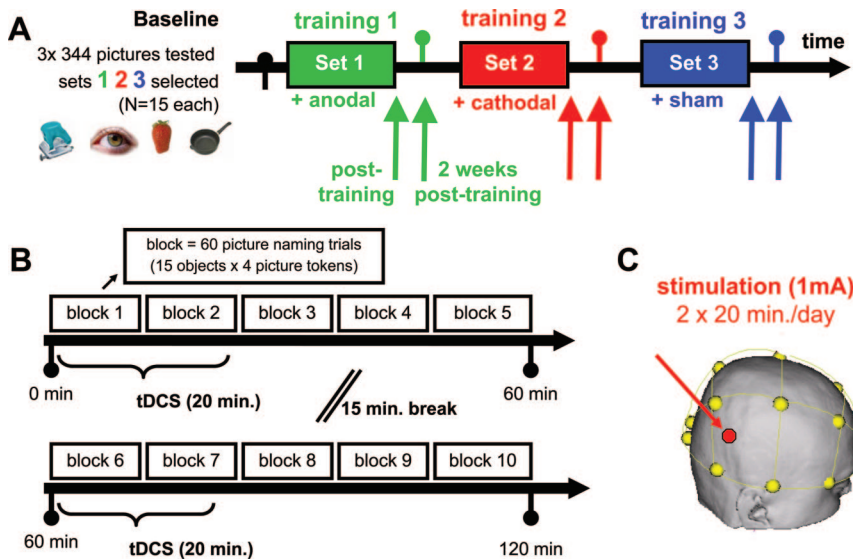 A
Baseline
3x 344 pictures tested
sets 1 2 3 selected
(N=15 each)
training 1
training 2
training 3
time
Set 1
Set 2
Set 3
+ anodal
+ cathodal
+ sham
post-
training
2 weeks
post-training
B
block = 60 picture naming trials
(15 objects x 4 picture tokens)
block 1
block 2
block 3
block 4
block 5
0 min
tDCS (20 min.)
60 min
15 min. break
block 6
block 7
block 8
block 9
block 10
60 min
tDCS (20 min.)
120 min
C
stimulation (1mA)
2 x 20 min./day